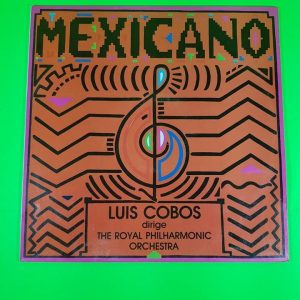 MEXICANO
LUIS COBOS
dirige
THE ROYAL PHILHARMONIC
ORCHESTRA